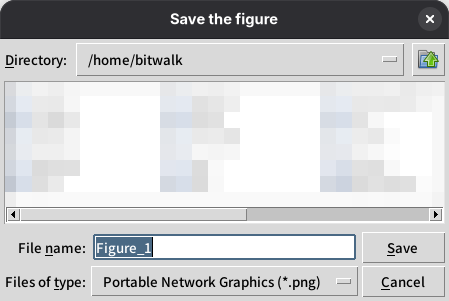 Save the figure
Directory: /home/bitwalk
File name: Figure_1 Save
Files of type: Portable Network Graphics (*.png) Cancel